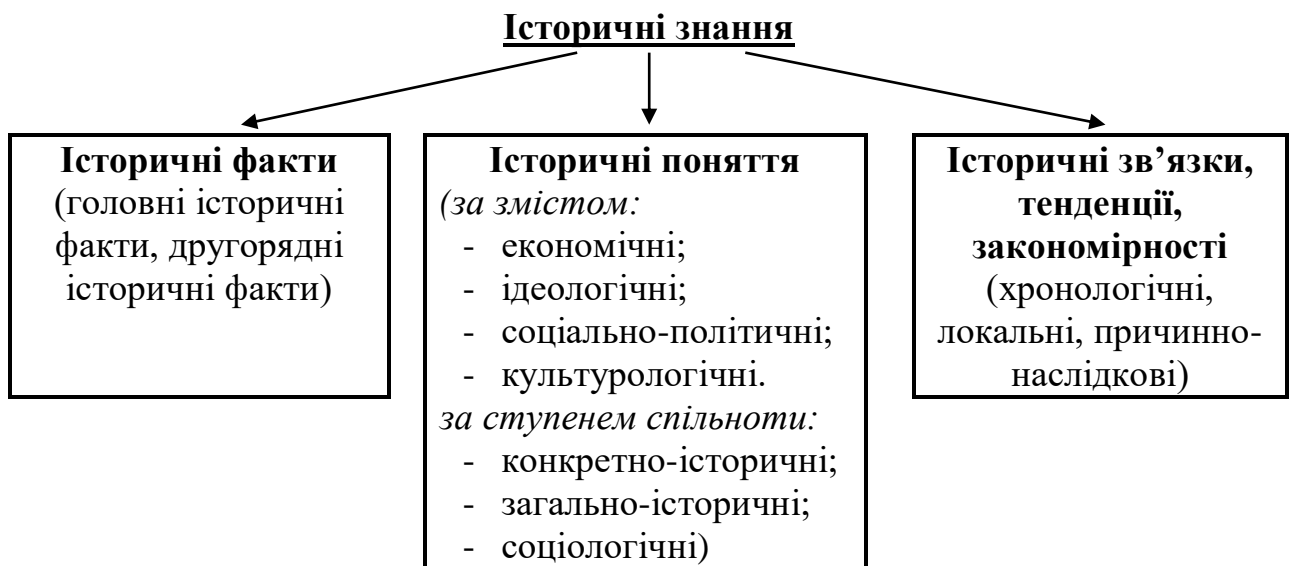 Історичні знання
Історичні факти
(головні історичні
факти, другорядні
історичні факти)
Історичні поняття
(за змістом:
- економічні;
- ідеологічні;
- соціально-політичні;
- культурологічні.
за ступенем спільноти:
- конкретно-історичні;
- загально-історичні;
- соціологічні)
Історичні зв’язки,
тенденції,
закономірності
(хронологічні,
локальні, причинно-
наслідкові)